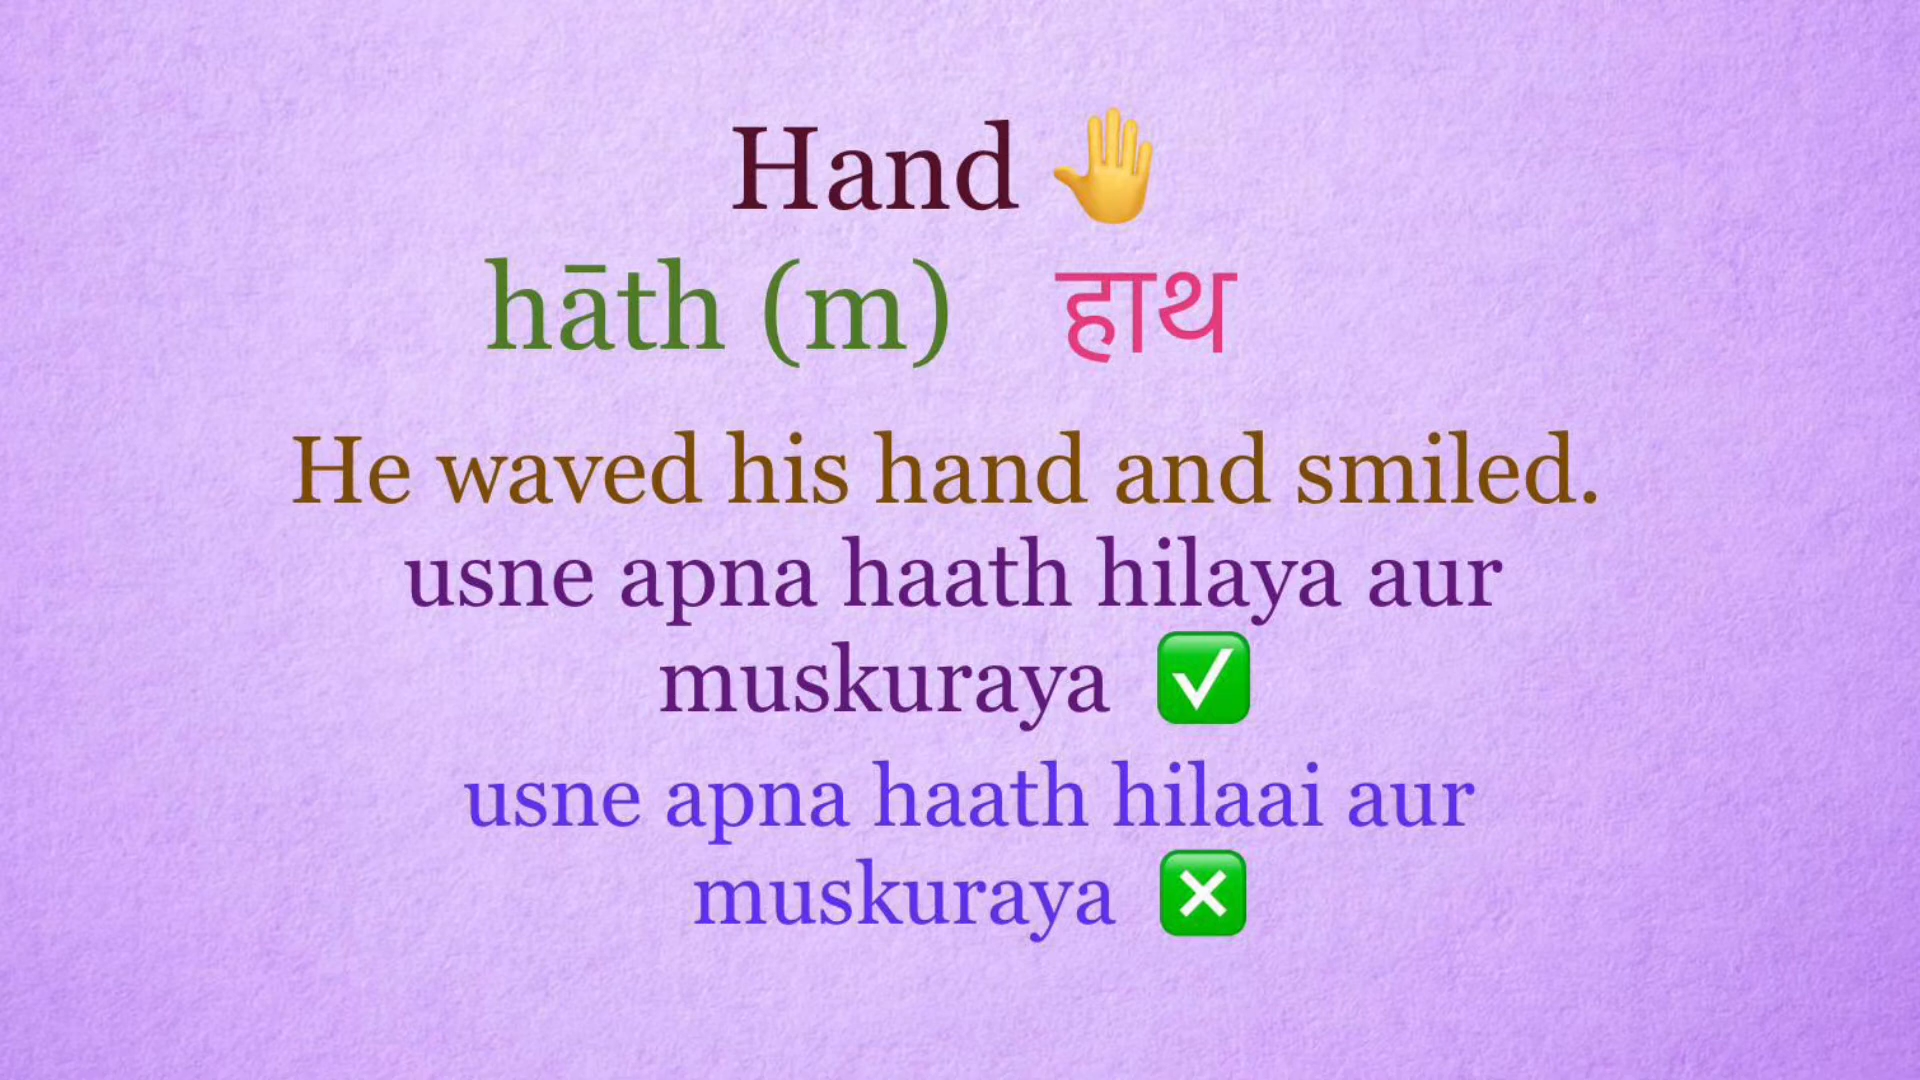 Hand 🤚
hāth (m) हाथ
He waved his hand and smiled.
usne apna haath hilaya aur
muskuraya ✅
usne apna haath hilaai aur
muskuraya ❎